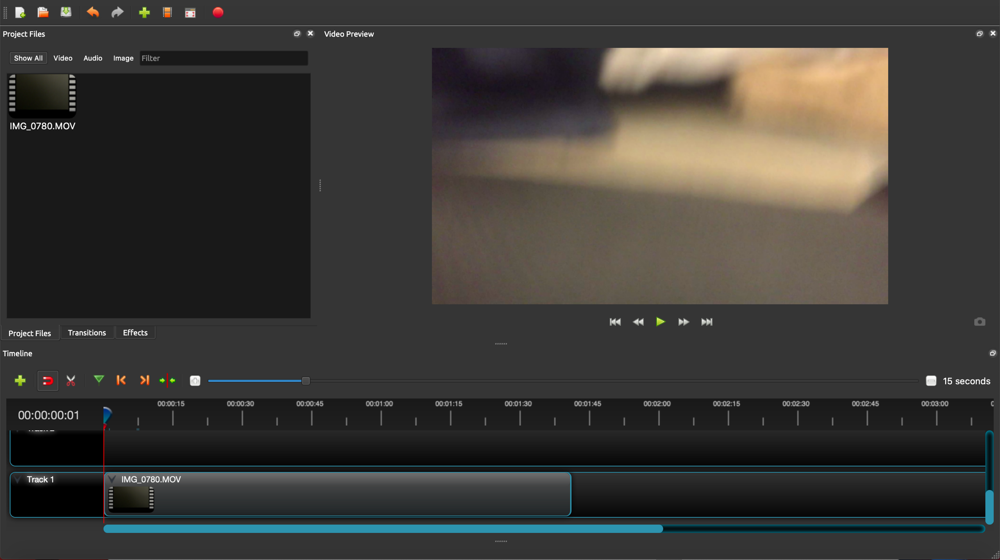 Project Files
Video Preview
Show All Video Audio Image Filter
IMG_0780.MOV
Project Files Transitions Effects
Timeline
15 seconds
00:00:00:01
00:00:15 00:00:30 00:00:45 00:01:00 00:01:15 00:01:30 00:01:45 00:02:00 00:02:15 00:02:30 00:02:45 00:03:00
Track 1
IMG_0780.MOV